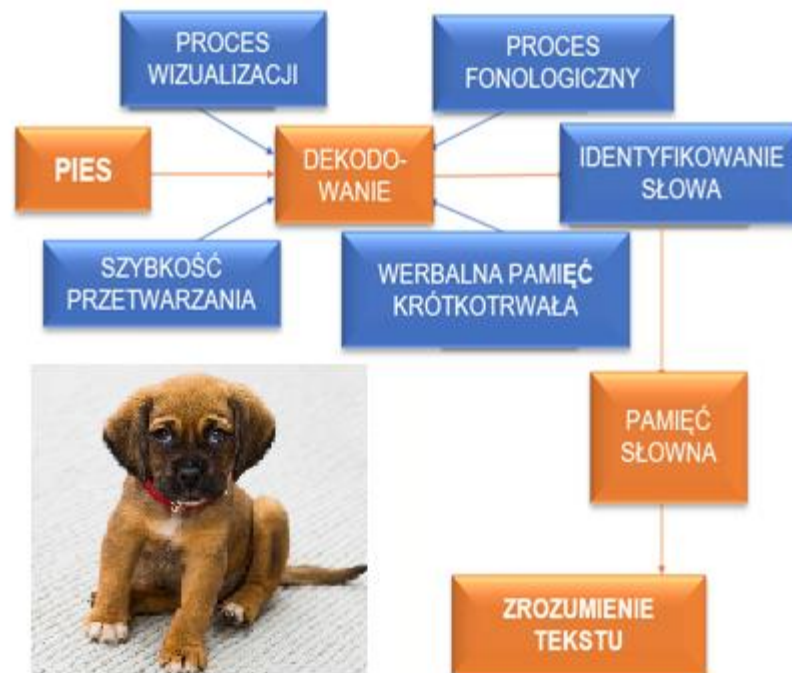 PROCES
WIZUALIZACJI
PROCES
FONOLOGICZNY
PIES
DEKODO-
WANIE
IDENTYFIKOWANIE
SŁOWA
SZYBKOŚĆ
PRZETWARZANIA
WERBALNA PAMIĘĆ
KRÓTKOTRWAŁA
PAMIĘĆ
SŁOWNA
ZROZUMIENIE
TEKSTU